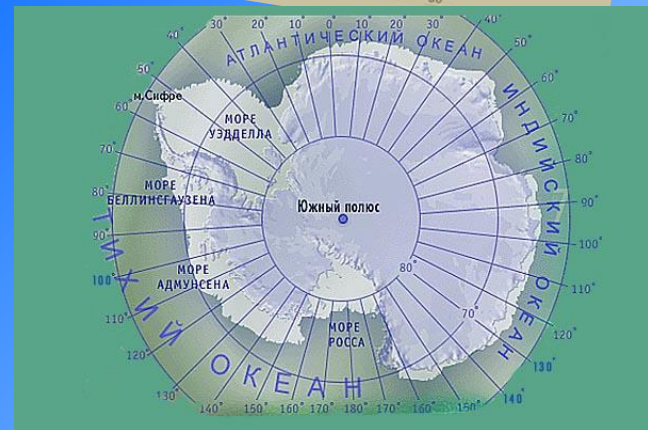 40° 30° 20° 10° 0° 10° 20° 30° 40°
АТЛАНТИЧЕСКИЙ ОКЕАН
50° 50°
м.Сифре
60° 60°
МОРЕ
УЭДДЕЛЛА
ИНДИЙСКИЙ ОКЕАН
70° 70°
80° 80°
МОРЕ
БЕЛЛИНСГАУЗЕНА
Южный полюс
90° 90°
ТИХИЙ ОКЕАН
100° 100°
МОРЕ
АДМУНСЕНА
80°
110° 110°
70°
МОРЕ
РОССА
120° 120°
130° 130°
140° 150° 160° 170° 180° 170° 160° 150° 140°